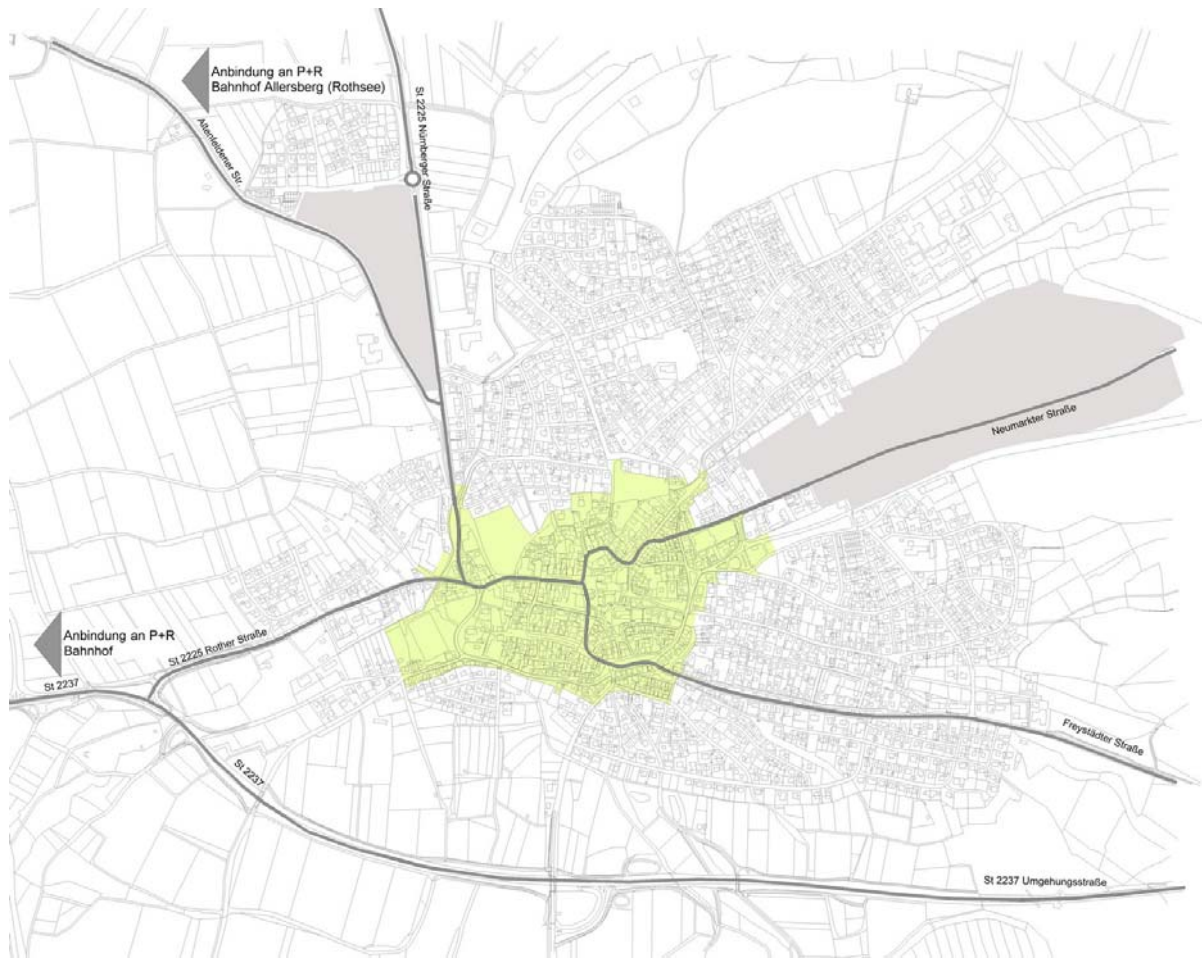 Anbindung an P+R
Bahnhof Allersberg (Rothsee)
Altenfeldener Str.
St 2225 Nürnberger Straße
Neumarkter Straße
Anbindung an P+R
Bahnhof
St 2225 Rother Straße
St 2237
St 2237
Freystädter Straße
St 2237 Umgehungsstraße